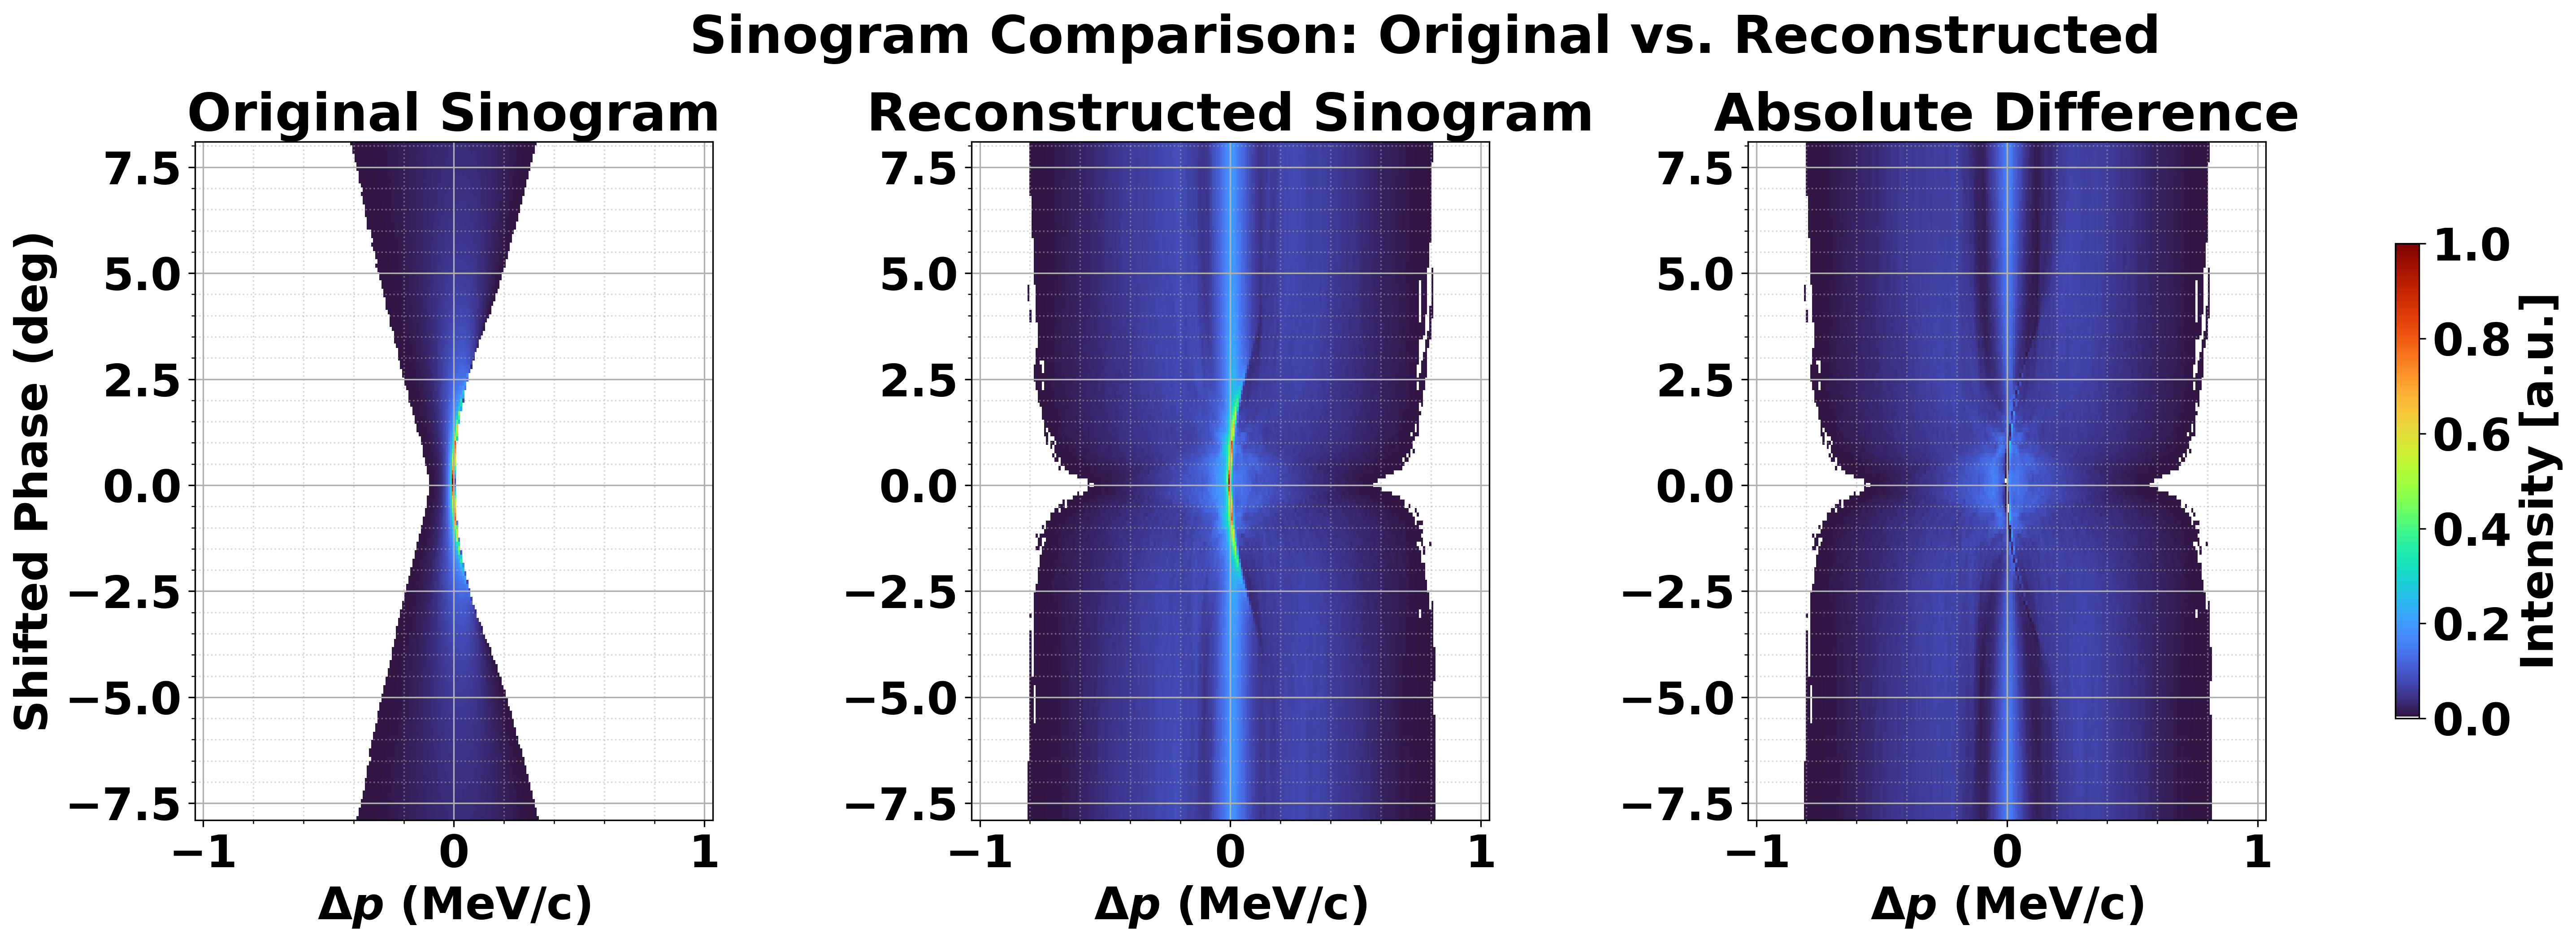 Sinogram Comparison: Original vs. Reconstructed
Original Sinogram
Reconstructed Sinogram
Absolute Difference
Shifted Phase (deg)
7.5
5.0
2.5
0.0
−2.5
−5.0
−7.5
−1 0 1
Δp (MeV/c)
7.5
5.0
2.5
0.0
−2.5
−5.0
−7.5
−1 0 1
Δp (MeV/c)
7.5
5.0
2.5
0.0
−2.5
−5.0
−7.5
−1 0 1
Δp (MeV/c)
1.0
0.8
0.6
0.4
0.2
0.0
Intensity [a.u.]